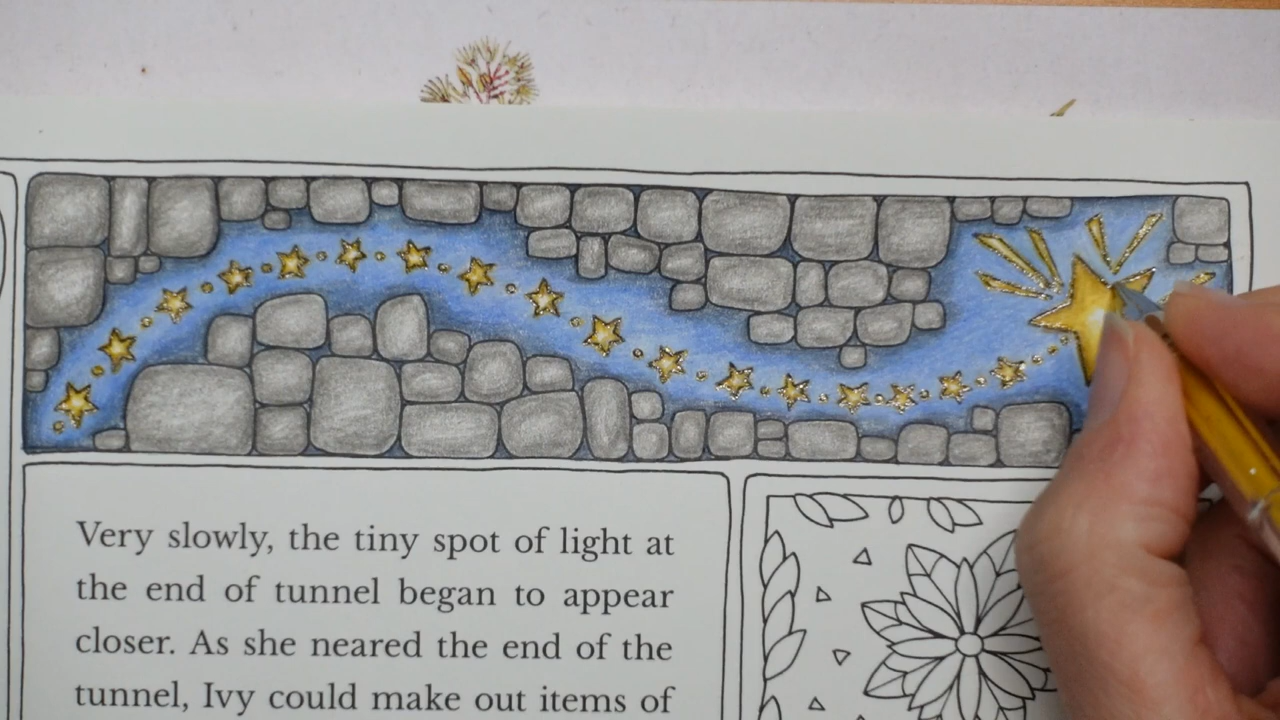 Very slowly, the tiny spot of light at
the end of tunnel began to appear
closer. As she neared the end of the
tunnel, Ivy could make out items of